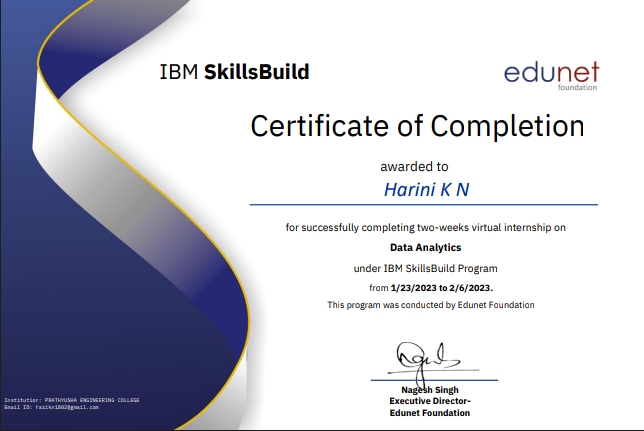 IBM SkillsBuild
edunet
foundation
Certificate of Completion
awarded to
Harini K N
for successfully completing two-weeks virtual internship on
Data Analytics
under IBM SkillsBuild Program
from 1/23/2023 to 2/6/2023.
This program was conducted by Edunet Foundation
Nagesh Singh
Executive Director-
Edunet Foundation
Institution: PRATHYUSHA ENGINEERING COLLEGE
Email ID: harikn1802@gmail.com